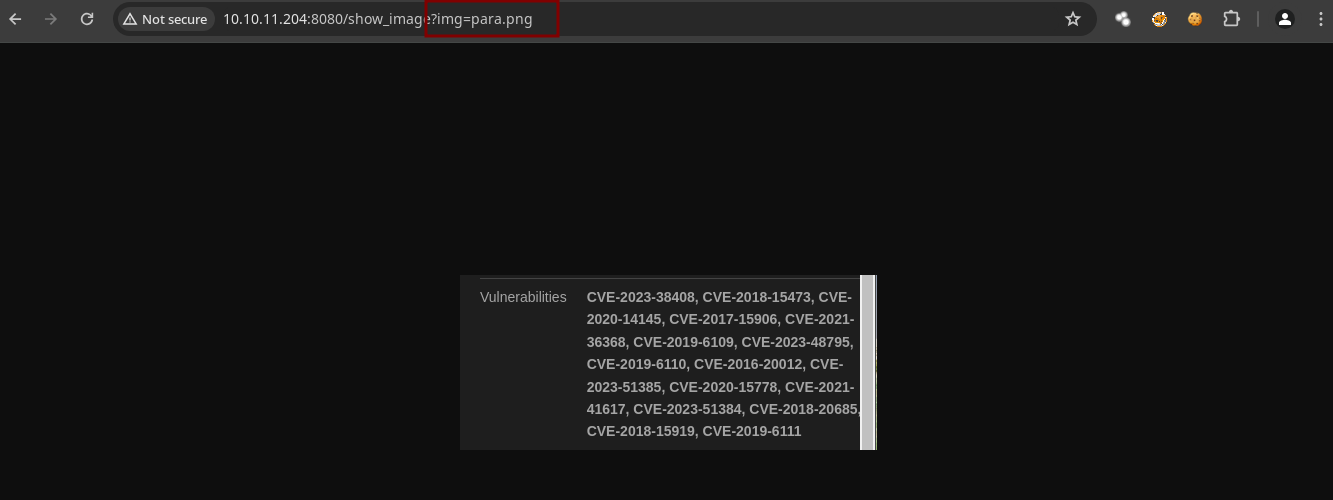 Not secure 10.10.11.204:8080/show_image?img=para.png
Vulnerabilities CVE-2023-38408, CVE-2018-15473, CVE-
2020-14145, CVE-2017-15906, CVE-2021-
36368, CVE-2019-6109, CVE-2023-48795,
CVE-2019-6110, CVE-2016-20012, CVE-
2023-51385, CVE-2020-15778, CVE-2021-
41617, CVE-2023-51384, CVE-2018-20685,
CVE-2018-15919, CVE-2019-6111